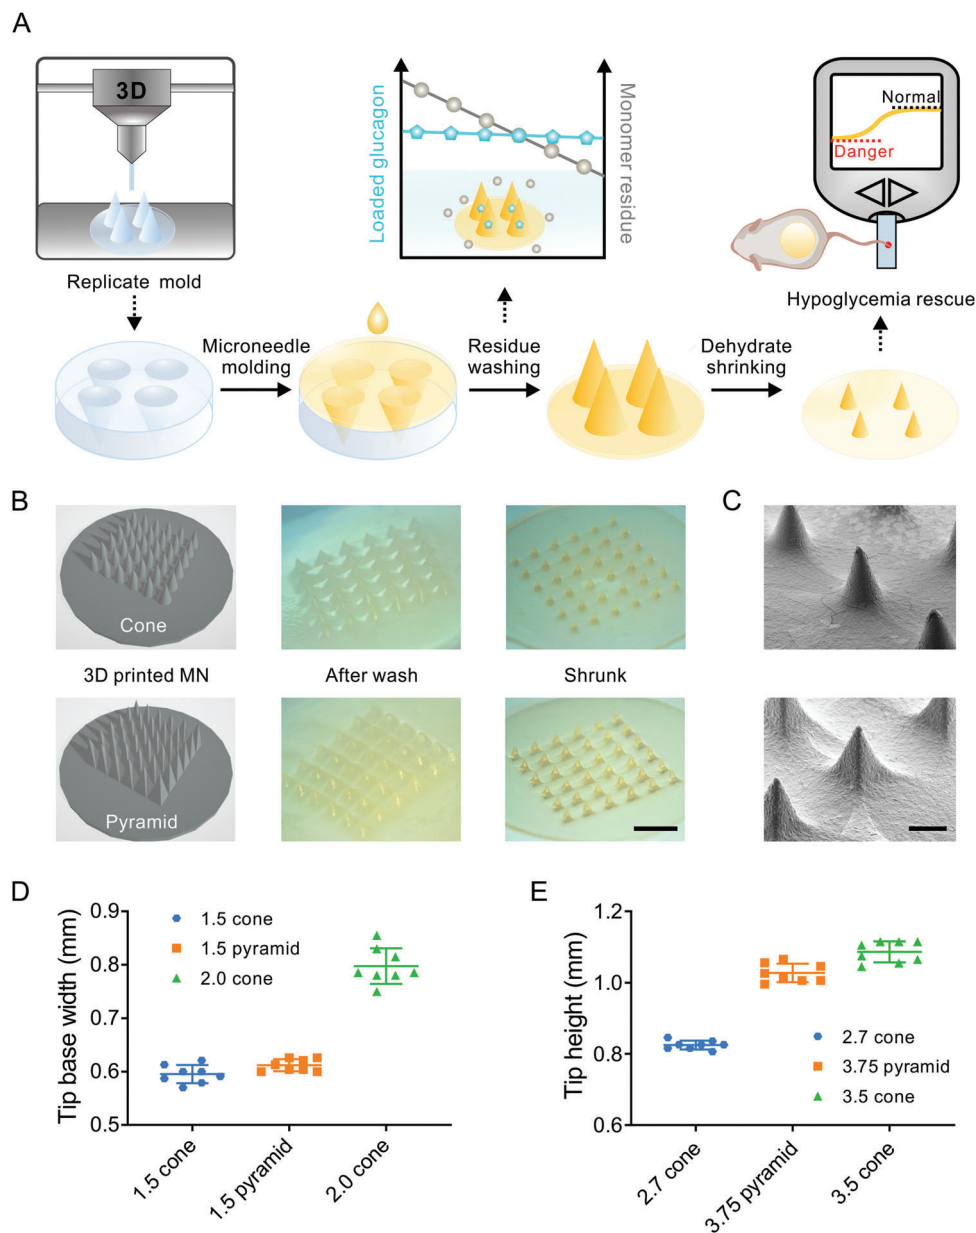 A
3D
Loaded glucagon
Monomer residue
Normal
Danger
Replicate mold
Hypoglycemia rescue
Microneedle
molding
Residue
washing
Dehydrate
shrinking
B
C
Cone
3D printed MN
After wash
Shrunk
Pyramid
D
Tip base width (mm)
0.9
0.8
0.7
0.6
0.5
1.5 cone
1.5 pyramid
2.0 cone
1.5 cone
1.5 pyramid
2.0 cone
E
Tip height (mm)
1.2
1.0
0.8
0.6
2.7 cone
3.75 pyramid
3.5 cone
2.7 cone
3.75 pyramid
3.5 cone